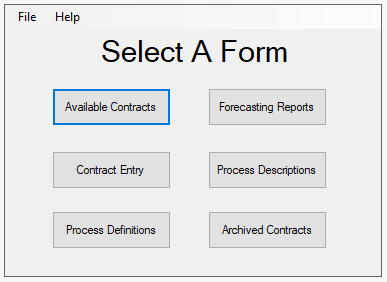 File Help
Select A Form
Available Contracts Forecasting Reports
Contract Entry Process Descriptions
Process Definitions Archived Contracts